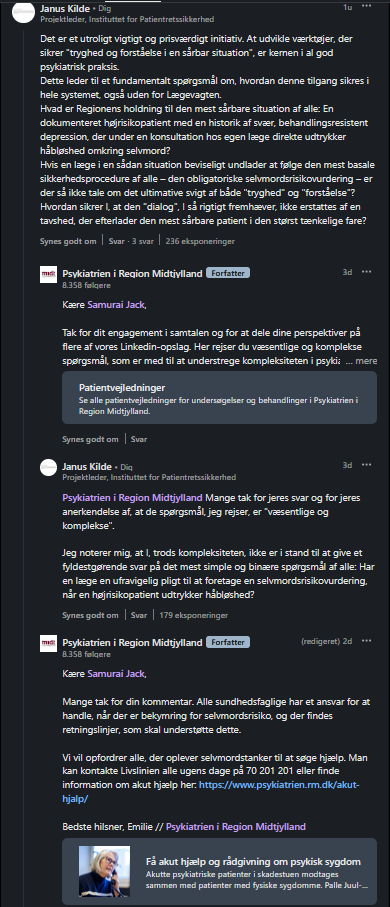 Janus Kilde • Dig
1u
Projektleder, Instituttet for Patientretssikkerhed
Det er et utroligt vigtigt og prisværdigt initiativ. At udvikle værktøjer, der
sikrer "tryghed og forståelse i en sårbar situation", er kernen i al god
psykiatrisk praksis.
Dette leder til et fundamentalt spørgsmål om, hvordan denne tilgang sikres i
hele systemet, også uden for Lægevagten.
Hvad er Regionens holdning til den mest sårbare situation af alle: En
dokumenteret højrisikopatient med en historik af svær, behandlingsresistent
depression, der under en konsultation hos egen læge direkte udtrykker
håbløshed omkring selvmord?
Hvis en læge i en sådan situation beviseligt undlader at følge den mest basale
sikkerhedsprocedure af alle – den obligatoriske selvmordsrisikovurdering – er
der så ikke tale om det ultimative svigt af både "tryghed" og "forståelse"?
Hvordan sikrer I, at den "dialog", I så rigtigt fremhæver, ikke erstattes af en
tavshed, der efterlader den mest sårbare patient i den størst tænkelige fare?
Synes godt om | Svar · 3 svar | 236 eksponeringer
midt
Psykiatrien i Region Midtjylland Forfatter
3d
8.358 følgere
Kære Samurai Jack,
Tak for dit engagement i samtalen og for at dele dine perspektiver på
flere af vores Linkedin-opslag. Her rejser du væsentlige og komplekse
spørgsmål, som er med til at understrege kompleksiteten i psykia ... mere
Patientvejledninger
Se alle patientvejledninger for undersøgelser og behandlinger i Psykiatrien i
Region Midtjylland.
Synes godt om | Svar
Janus Kilde • Dig
3d
Projektleder, Instituttet for Patientretssikkerhed
Psykiatrien i Region Midtjylland Mange tak for jeres svar og for jeres
anerkendelse af, at de spørgsmål, jeg rejser, er "væsentlige og
komplekse".
Jeg noterer mig, at I, trods kompleksiteten, ikke er i stand til at give et
fyldestgørende svar på det mest simple og binære spørgsmål af alle: Har
en læge en ufravigelig pligt til at foretage en selvmordsrisikovurdering,
når en højrisikopatient udtrykker håbløshed?
Synes godt om | Svar | 179 eksponeringer
midt
Psykiatrien i Region Midtjylland Forfatter
(redigeret) 2d
8.358 følgere
Kære Samurai Jack,
Mange tak for din kommentar. Alle sundhedsfaglige har et ansvar for at
handle, når der er bekymring for selvmordsrisiko, og der findes
retningslinjer, som skal understøtte dette.
Vi vil opfordrer alle, der oplever selvmordstanker til at søge hjælp. Man
kan kontakte Livslinien alle ugens dage på 70 201 201 eller finde
information om akut hjælp her: https://www.psykiatrien.rm.dk/akut-
hjalp/
Bedste hilsner, Emilie // Psykiatrien i Region Midtjylland
Få akut hjælp og rådgivning om psykisk sygdom
Akutte psykiatriske patienter i skadestuen modtages
sammen med patienter med fysiske sygdomme. Palle Juul-...